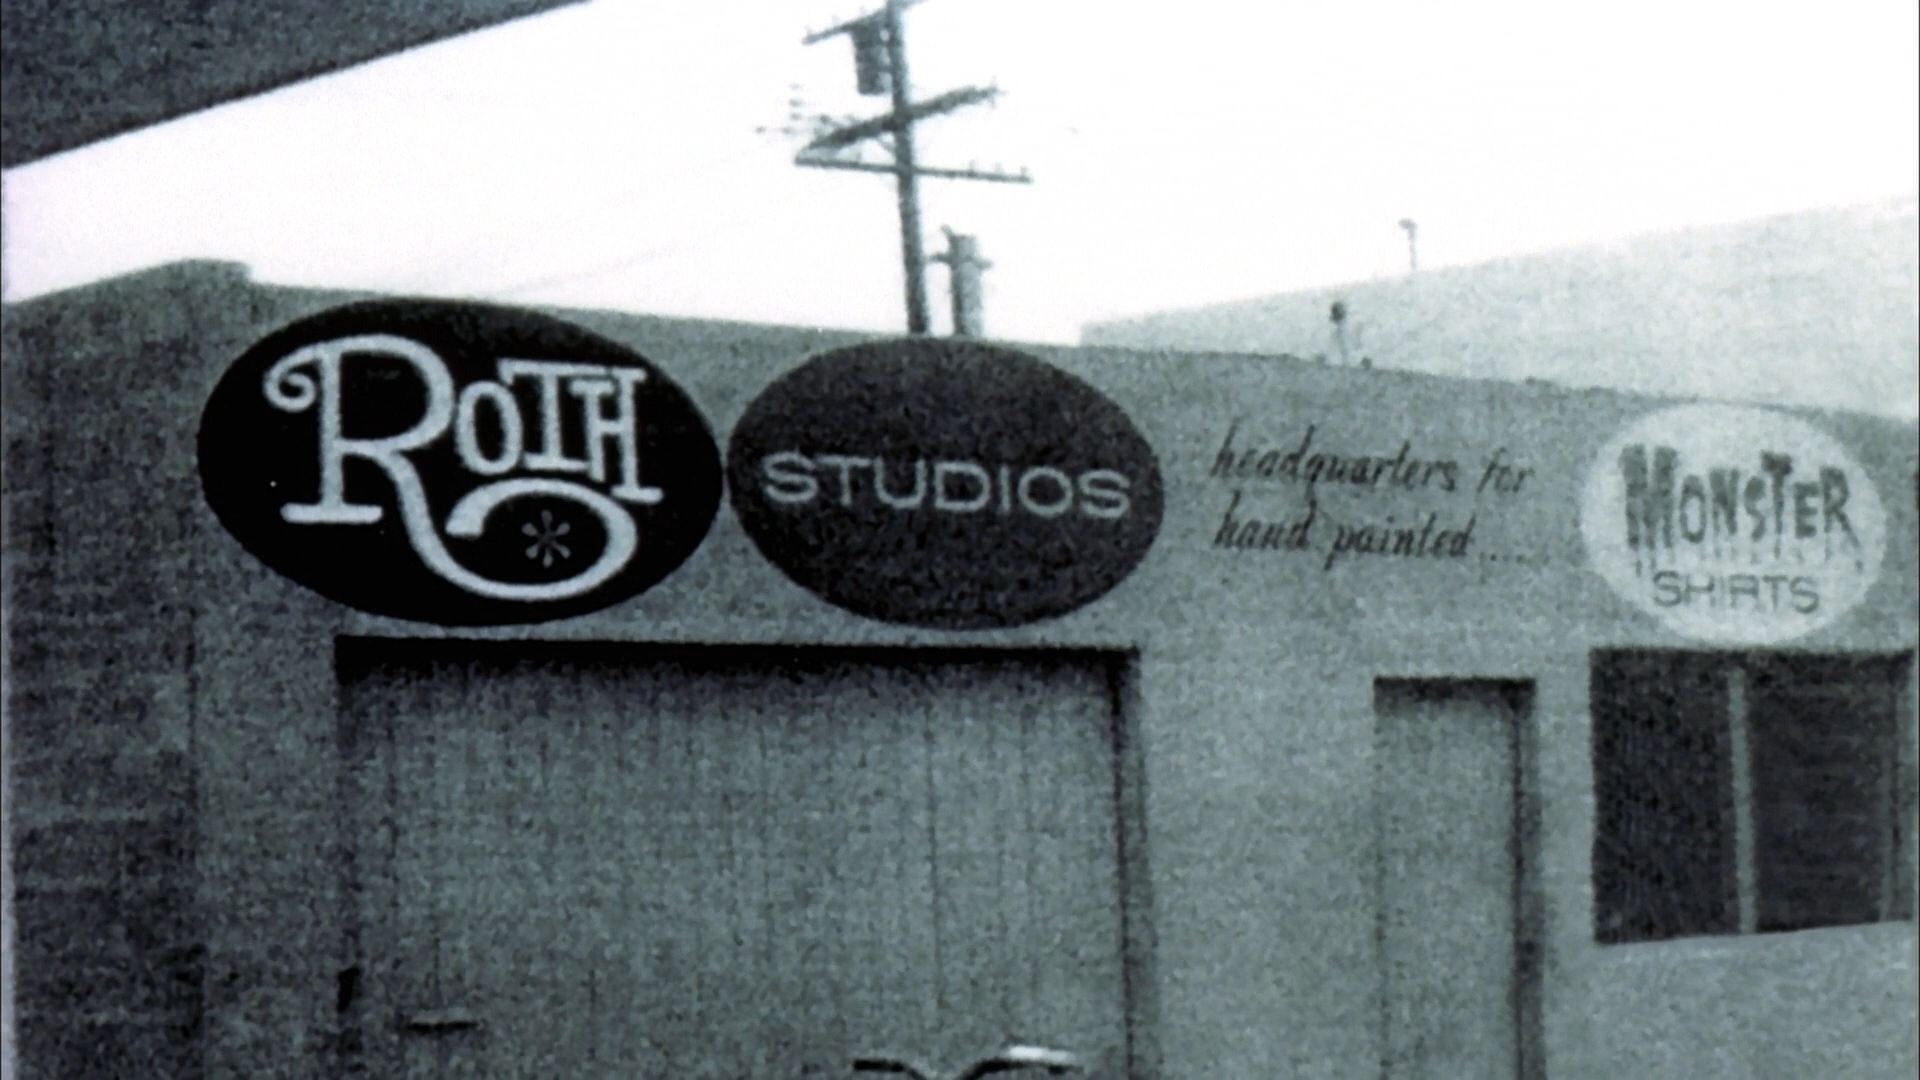 ROTH
STUDIOS
headquarters for
hand painted....
MONSTER
SHIRTS